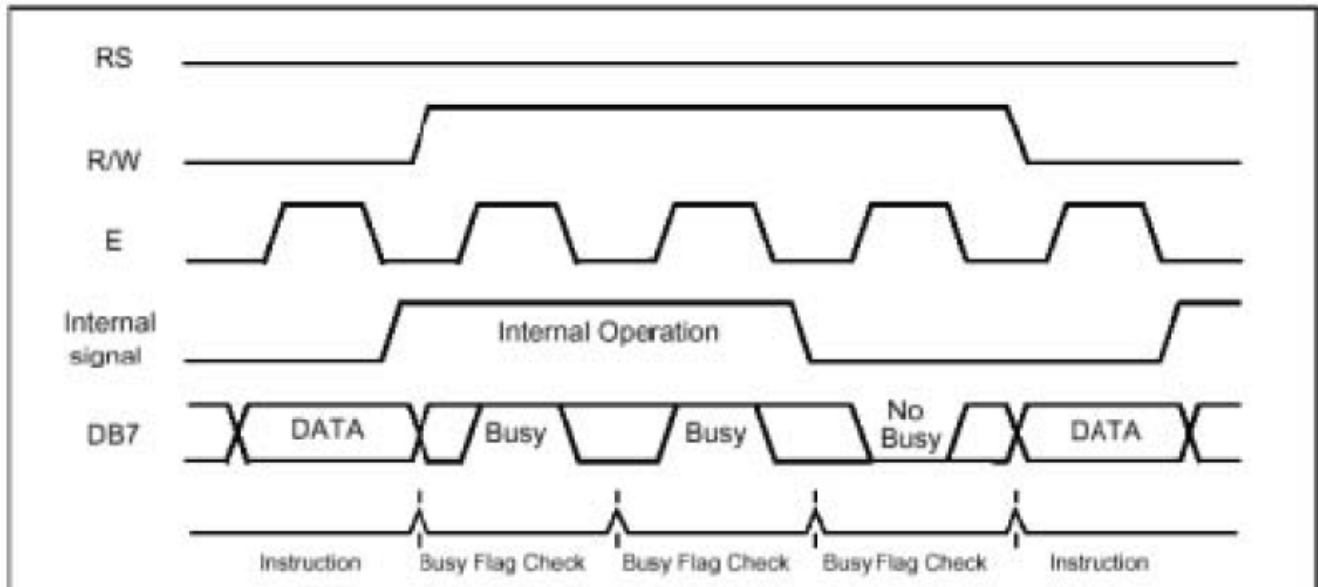 RS
R/W
E
Internal
signal
Internal Operation
DB7
DATA
Busy
Busy
No
Busy
DATA
Instruction
Busy Flag Check
Busy Flag Check
Busy Flag Check
Instruction